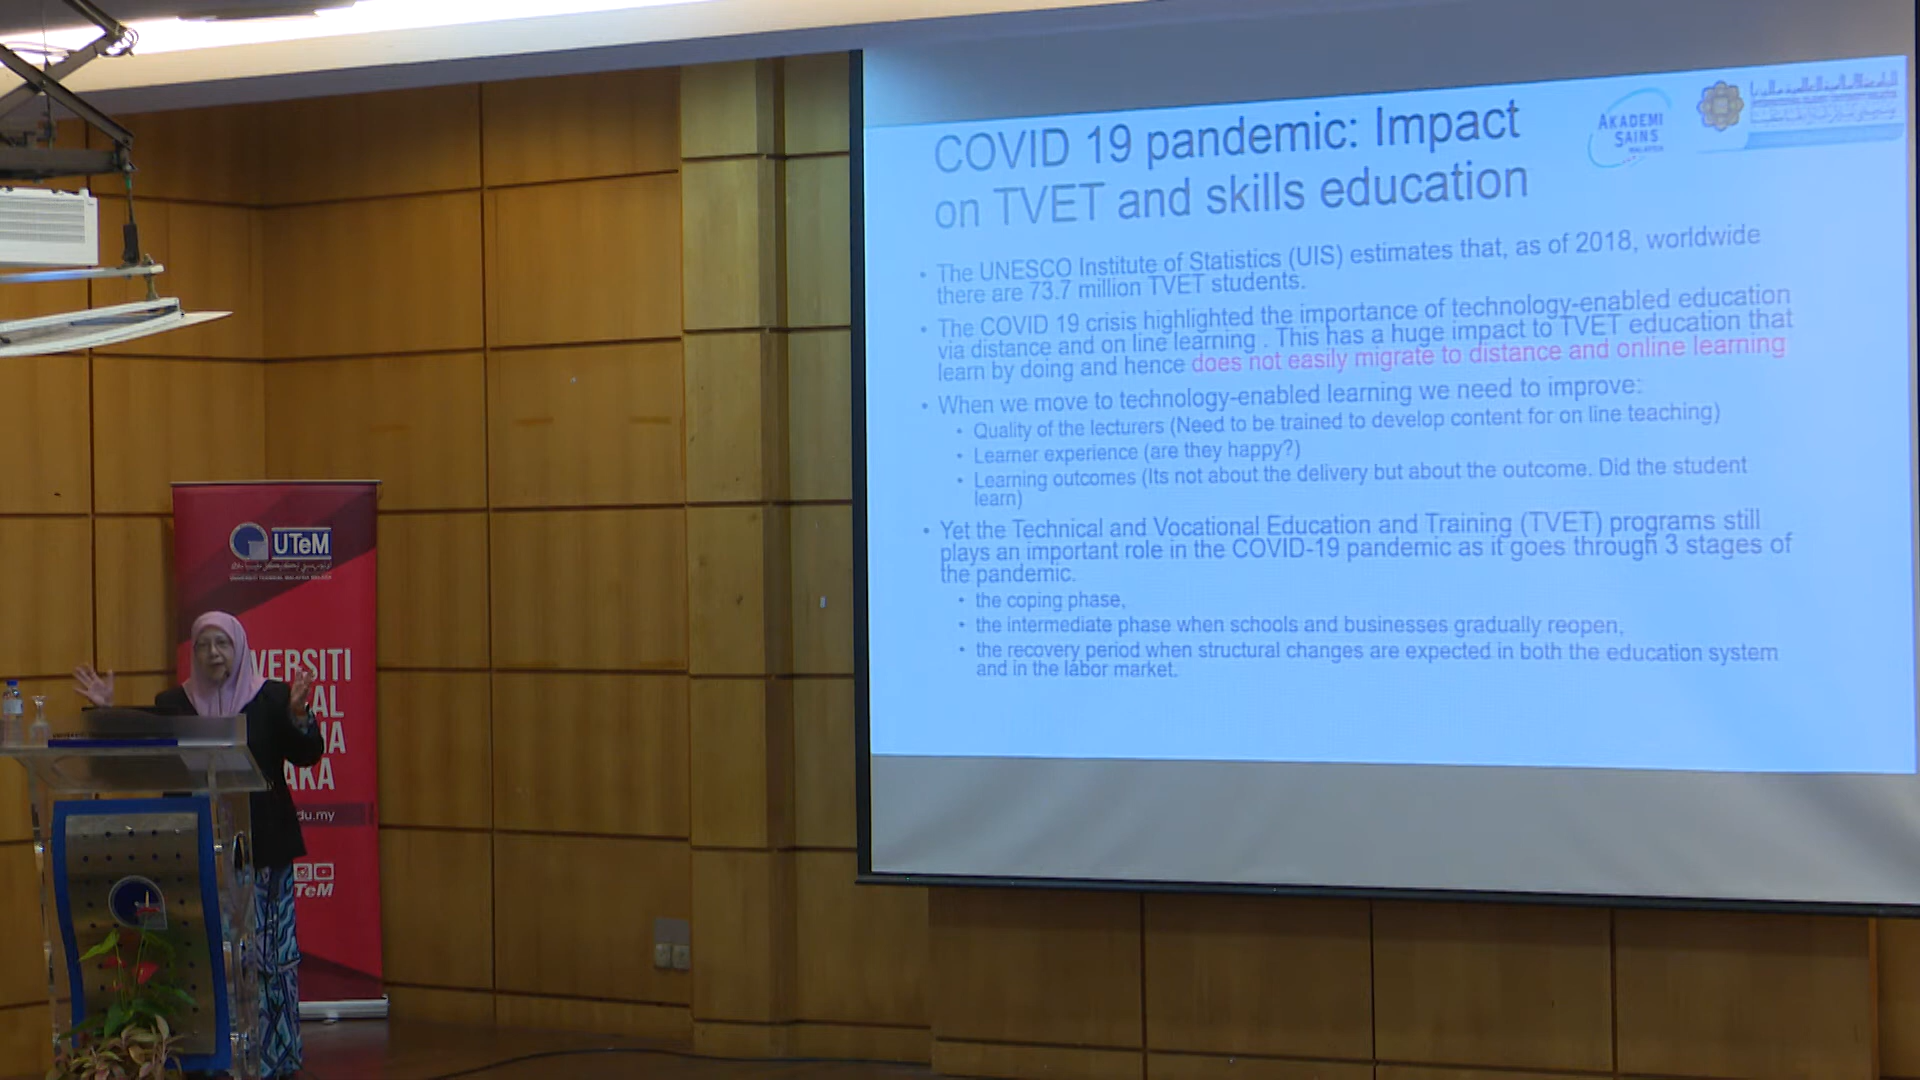 COVID 19 pandemic: Impact
on TVET and skills education
AKADEMI
SAINS
MALAYSIA
• The UNESCO Institute of Statistics (UIS) estimates that, as of 2018, worldwide
there are 73.7 million TVET students.
• The COVID 19 crisis highlighted the importance of technology-enabled education
via distance and on line learning . This has a huge impact to TVET education that
learn by doing and hence does not easily migrate to distance and online learning
• When we move to technology-enabled learning we need to improve:
• Quality of the lecturers (Need to be trained to develop content for on line teaching)
• Learner experience (are they happy?)
• Learning outcomes (Its not about the delivery but about the outcome. Did the student
learn)
• Yet the Technical and Vocational Education and Training (TVET) programs still
plays an important role in the COVID-19 pandemic as it goes through 3 stages of
the pandemic.
• the coping phase,
• the intermediate phase when schools and businesses gradually reopen,
• the recovery period when structural changes are expected in both the education system
and in the labor market.
UTeM
UNIVERSITI TEKNIKAL MALAYSIA MELAKA
VERSITI
AL
IA
AKA
du.my
TeM